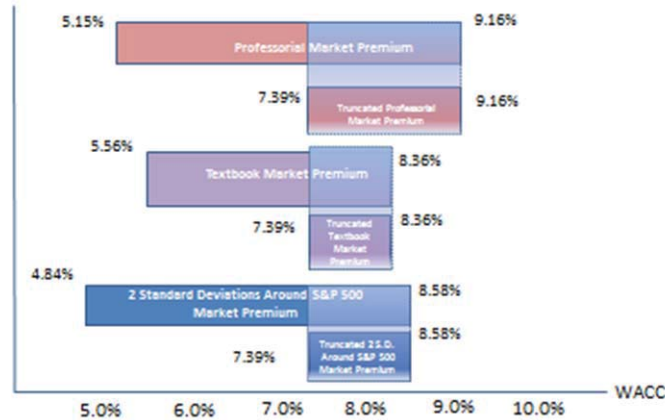 5.15%
9.16%
Professorial Market Premium
7.39%
Truncated Professorial
Market Premium
9.16%
5.56%
8.36%
Textbook Market Premium
7.39%
Truncated
Textbook
Market
Premium
8.36%
4.84%
8.58%
2 Standard Deviations Around S&P 500
Market Premium
8.58%
7.39%
Truncated 2 S.D.
Around S&P 500
Market Premium
WACC
5.0% 6.0% 7.0% 8.0% 9.0% 10.0%